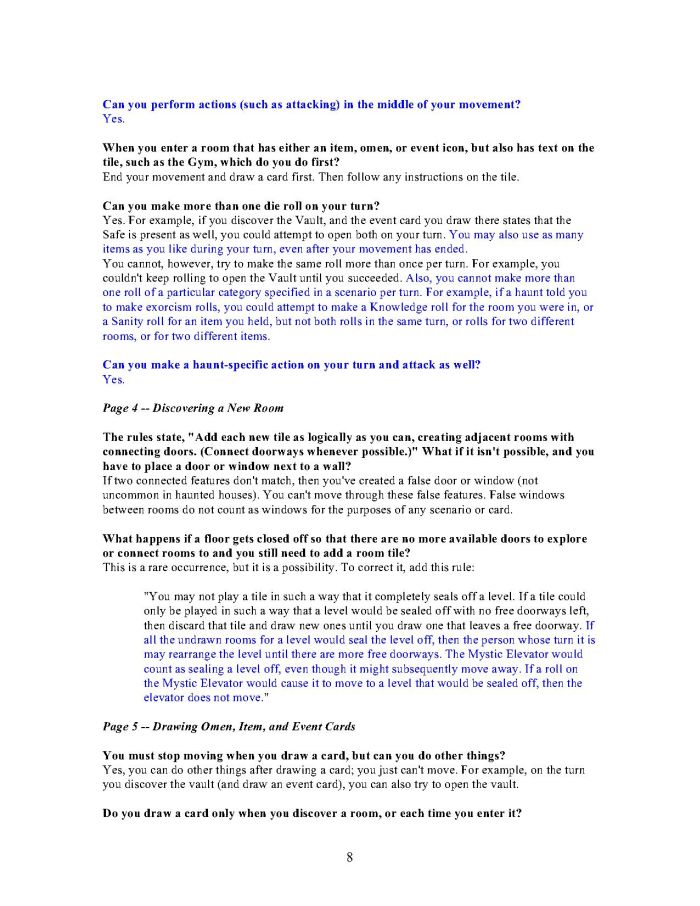 Can you perform actions (such as attacking) in the middle of your movement?
Yes.
When you enter a room that has either an item, omen, or event icon, but also has text on the
tile, such as the Gym, which do you do first?
End your movement and draw a card first. Then follow any instructions on the tile.
Can you make more than one die roll on your turn?
Yes. For example, if you discover the Vault, and the event card you draw there states that the
Safe is present as well, you could attempt to open both on your turn. You may also use as many
items as you like during your turn, even after your movement has ended.
You cannot, however, try to make the same roll more than once per turn. For example, you
couldn't keep rolling to open the Vault until you succeeded. Also, you cannot make more than
one roll of a particular category specified in a scenario per turn. For example, if a haunt told you
to make exorcism rolls, you could attempt to make a Knowledge roll for the room you were in, or
a Sanity roll for an item you held, but not both rolls in the same turn, or rolls for two different
rooms, or for two different items.
Can you make a haunt-specific action on your turn and attack as well?
Yes.
Page 4 -- Discovering a New Room
The rules state, "Add each new tile as logically as you can, creating adjacent rooms with
connecting doors. (Connect doorways whenever possible.)" What if it isn't possible, and you
have to place a door or window next to a wall?
If two connected features don't match, then you've created a false door or window (not
uncommon in haunted houses). You can't move through these false features. False windows
between rooms do not count as windows for the purposes of any scenario or card.
What happens if a floor gets closed off so that there are no more available doors to explore
or connect rooms to and you still need to add a room tile?
This is a rare occurrence, but it is a possibility. To correct it, add this rule:
"You may not play a tile in such a way that it completely seals off a level. If a tile could
only be played in such a way that a level would be sealed off with no free doorways left,
then discard that tile and draw new ones until you draw one that leaves a free doorway. If
all the undrawn rooms for a level would seal the level off, then the person whose turn it is
may rearrange the level until there are more free doorways. The Mystic Elevator would
count as sealing a level off, even though it might subsequently move away. If a roll on
the Mystic Elevator would cause it to move to a level that would be sealed off, then the
elevator does not move."
Page 5 -- Drawing Omen, Item, and Event Cards
You must stop moving when you draw a card, but can you do other things?
Yes, you can do other things after drawing a card; you just can't move. For example, on the turn
you discover the vault (and draw an event card), you can also try to open the vault.
Do you draw a card only when you discover a room, or each time you enter it?
8